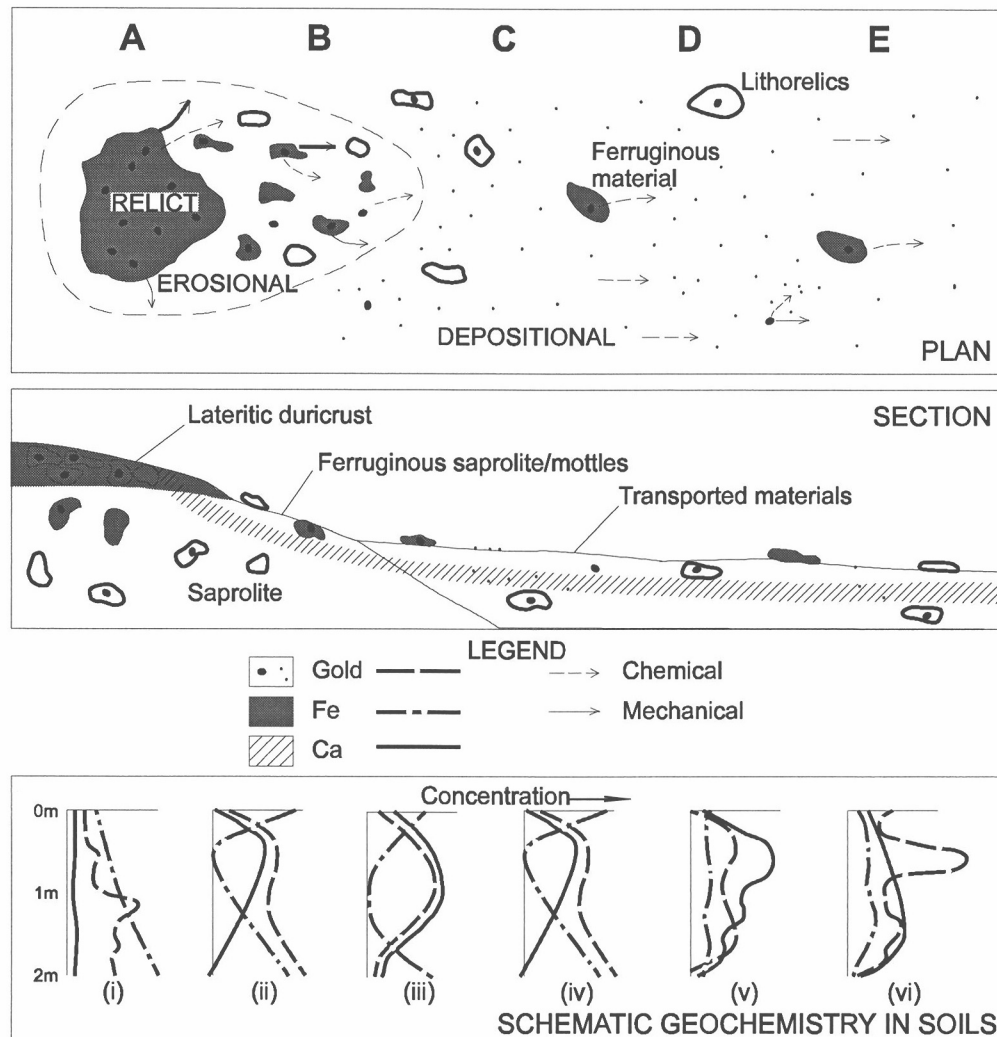 A B C D E
Lithorelics
Ferruginous
material
RELICT
EROSIONAL
DEPOSITIONAL
PLAN
SECTION
Lateritic duricrust
Ferruginous saprolite/mottles
Transported materials
Saprolite
LEGEND
Gold
Chemical
Fe
Mechanical
Ca
Concentration
0m
1m
2m
(i) (ii) (iii) (iv) (v) (vi)
SCHEMATIC GEOCHEMISTRY IN SOILS